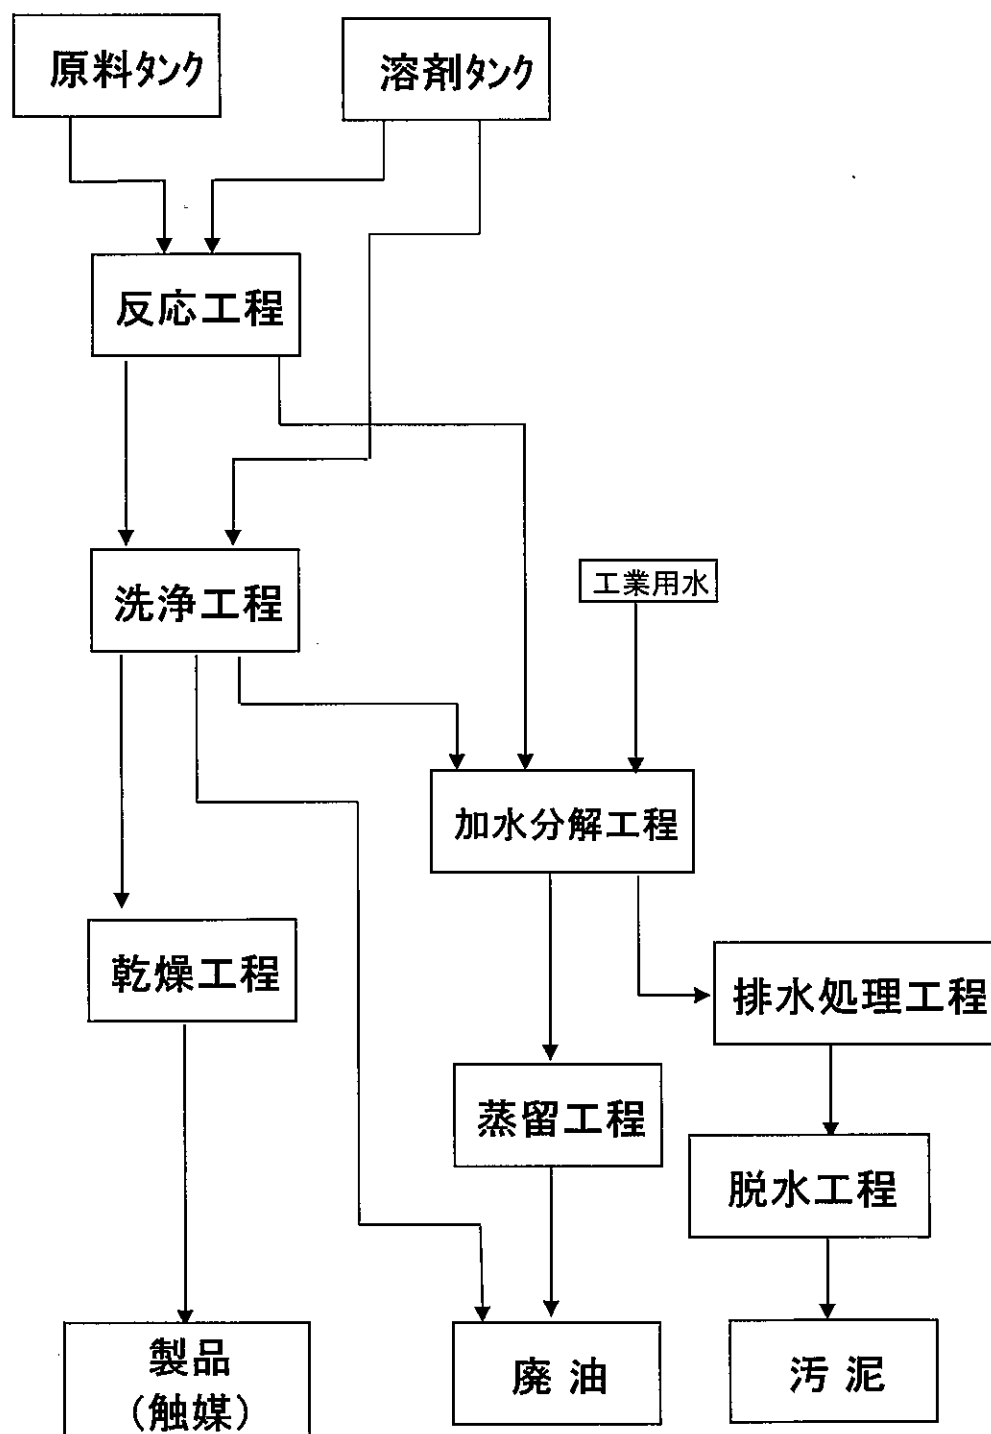 原料タンク
溶剤タンク
反応工程
洗浄工程
工業用水
加水分解工程
乾燥工程
排水処理工程
蒸留工程
脱水工程
製品
（触媒）
廃 油
汚 泥